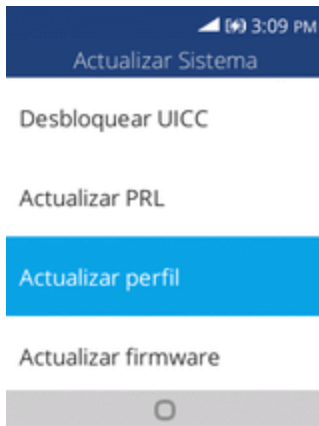 3:09 PM
Actualizar Sistema
Desbloquear UICC
Actualizar PRL
Actualizar perfil
Actualizar firmware